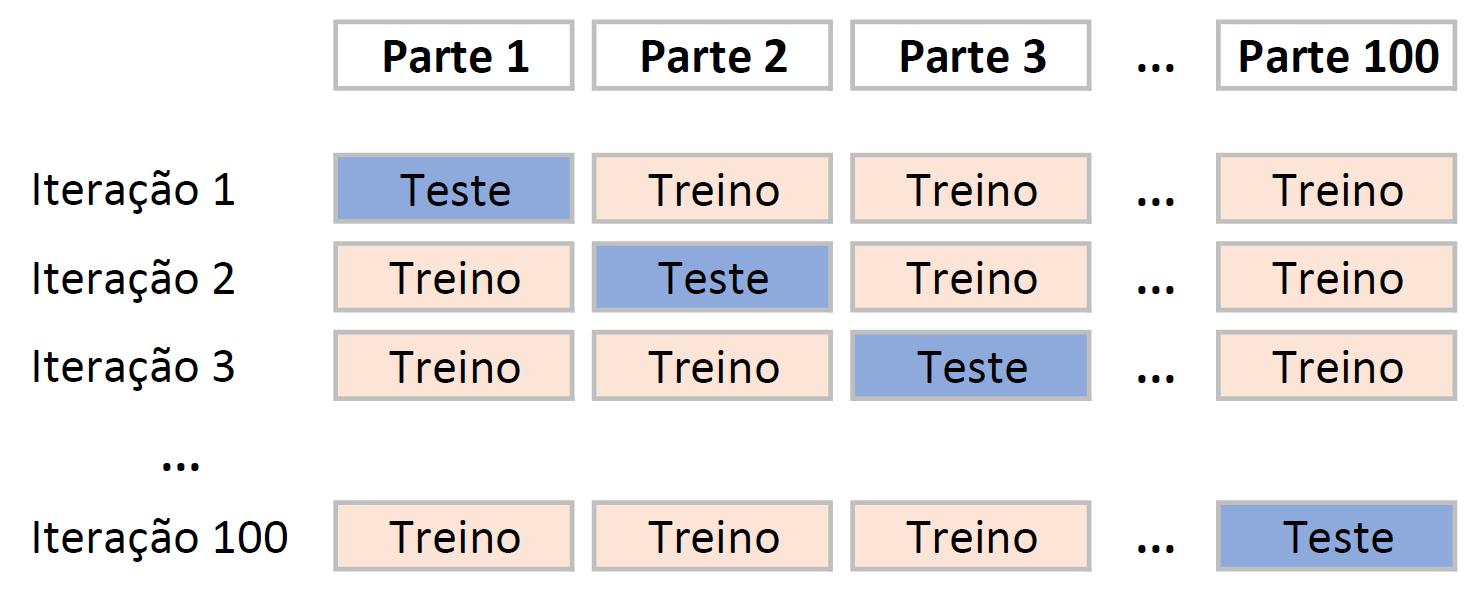 Parte 1 Parte 2 Parte 3 ... Parte 100
Iteração 1 Teste Treino Treino ... Treino
Iteração 2 Treino Teste Treino ... Treino
Iteração 3 Treino Treino Teste ... Treino
...
Iteração 100 Treino Treino Treino ... Teste